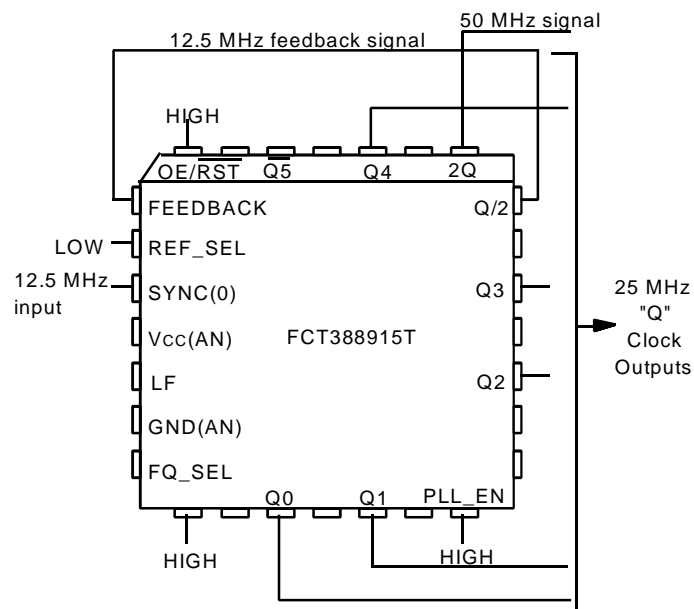 50 MHz signal
12.5 MHz feedback signal
HIGH
OE/RST Q5 Q4 2Q
FEEDBACK Q/2
LOW REF_SEL
12.5 MHz
input
SYNC(0) Q3
VCC(AN) FCT388915T
LF Q2
GND(AN)
FQ_SEL
Q0 Q1 PLL_EN
HIGH HIGH
25 MHz
"Q"
Clock
Outputs